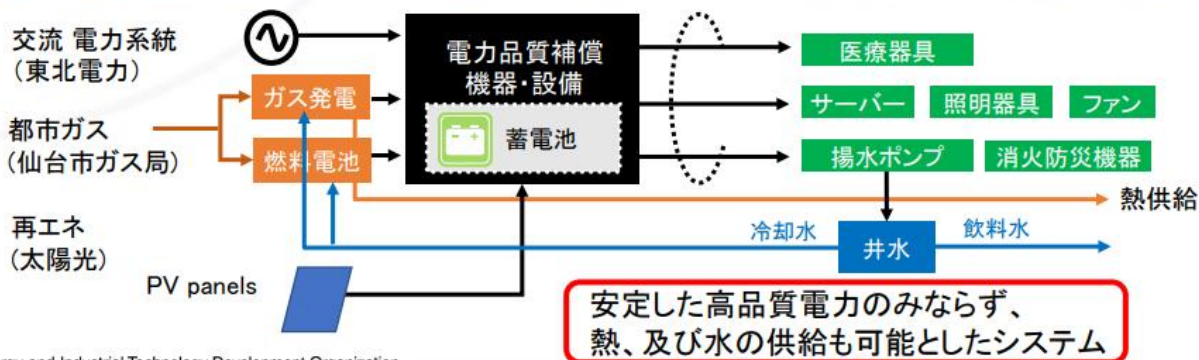 交流 電力系統
（東北電力）
都市ガス
（仙台市ガス局）
再エネ
（太陽光）
PV panels
ガス発電
燃料電池
電力品質補償
機器・設備
蓄電池
医療器具
サーバー
照明器具
ファン
揚水ポンプ
消火防災機器
熱供給
冷却水
井水
飲料水
安定した高品質電力のみならず、
熱、及び水の供給も可能としたシステム